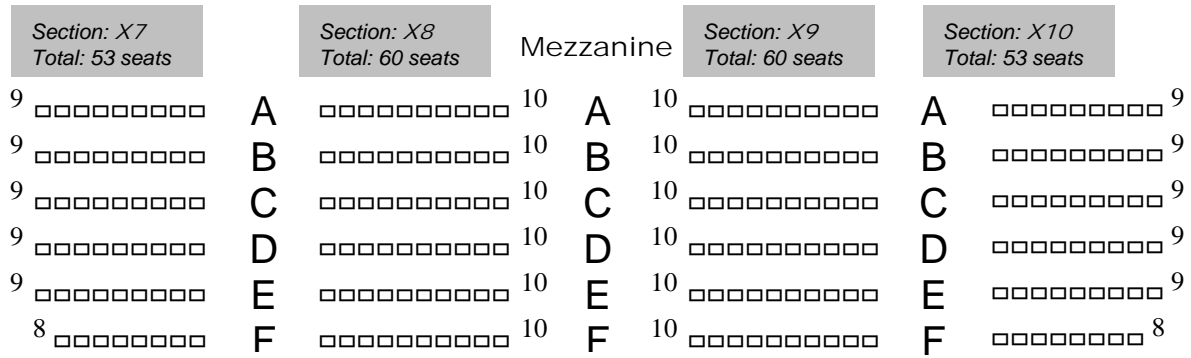 Section: X7
Total: 53 seats
Section: X8
Total: 60 seats
Mezzanine
Section: X9
Total: 60 seats
Section: X10
Total: 53 seats
9 A 10 A 10 A 9
9 B 10 B 10 B 9
9 C 10 C 10 C 9
9 D 10 D 10 D 9
9 E 10 E 10 E 9
8 F 10 F 10 F 8